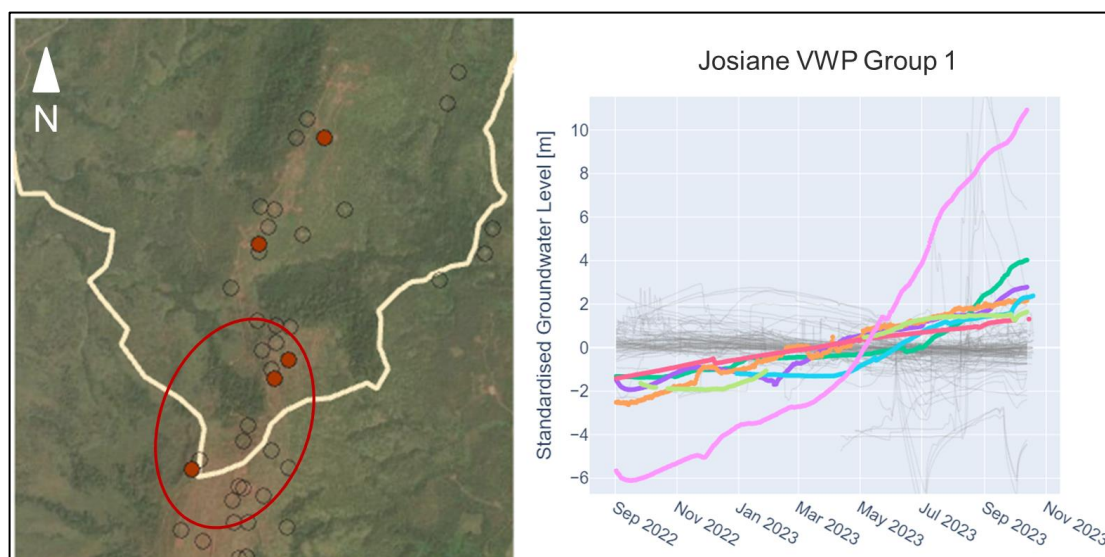 N
Josiane VWP Group 1
Standardised Groundwater Level [m]
10
8
6
4
2
0
−2
−4
−6
Sep 2022
Nov 2022
Jan 2023
Mar 2023
May 2023
Jul 2023
Sep 2023
Nov 2023